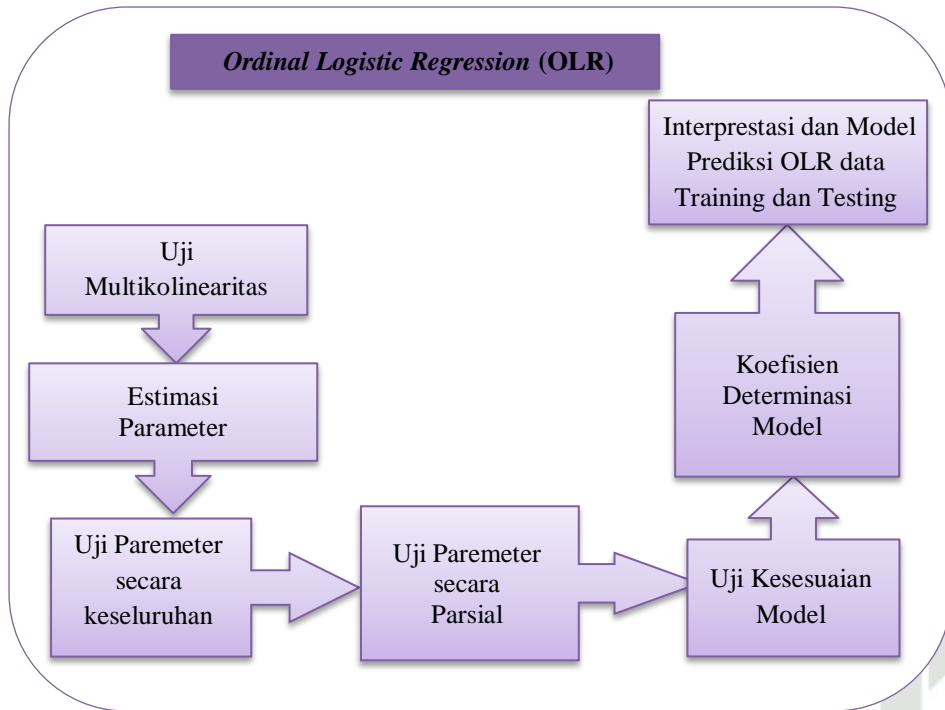 Ordinal Logistic Regression (OLR)
Uji
Multikolinearitas
Estimasi
Parameter
Uji Paremeter
secara
keseluruhan
Uji Paremeter
secara
Parsial
Uji Kesesuaian
Model
Koefisien
Determinasi
Model
Interprestasi dan Model
Prediksi OLR data
Training dan Testing